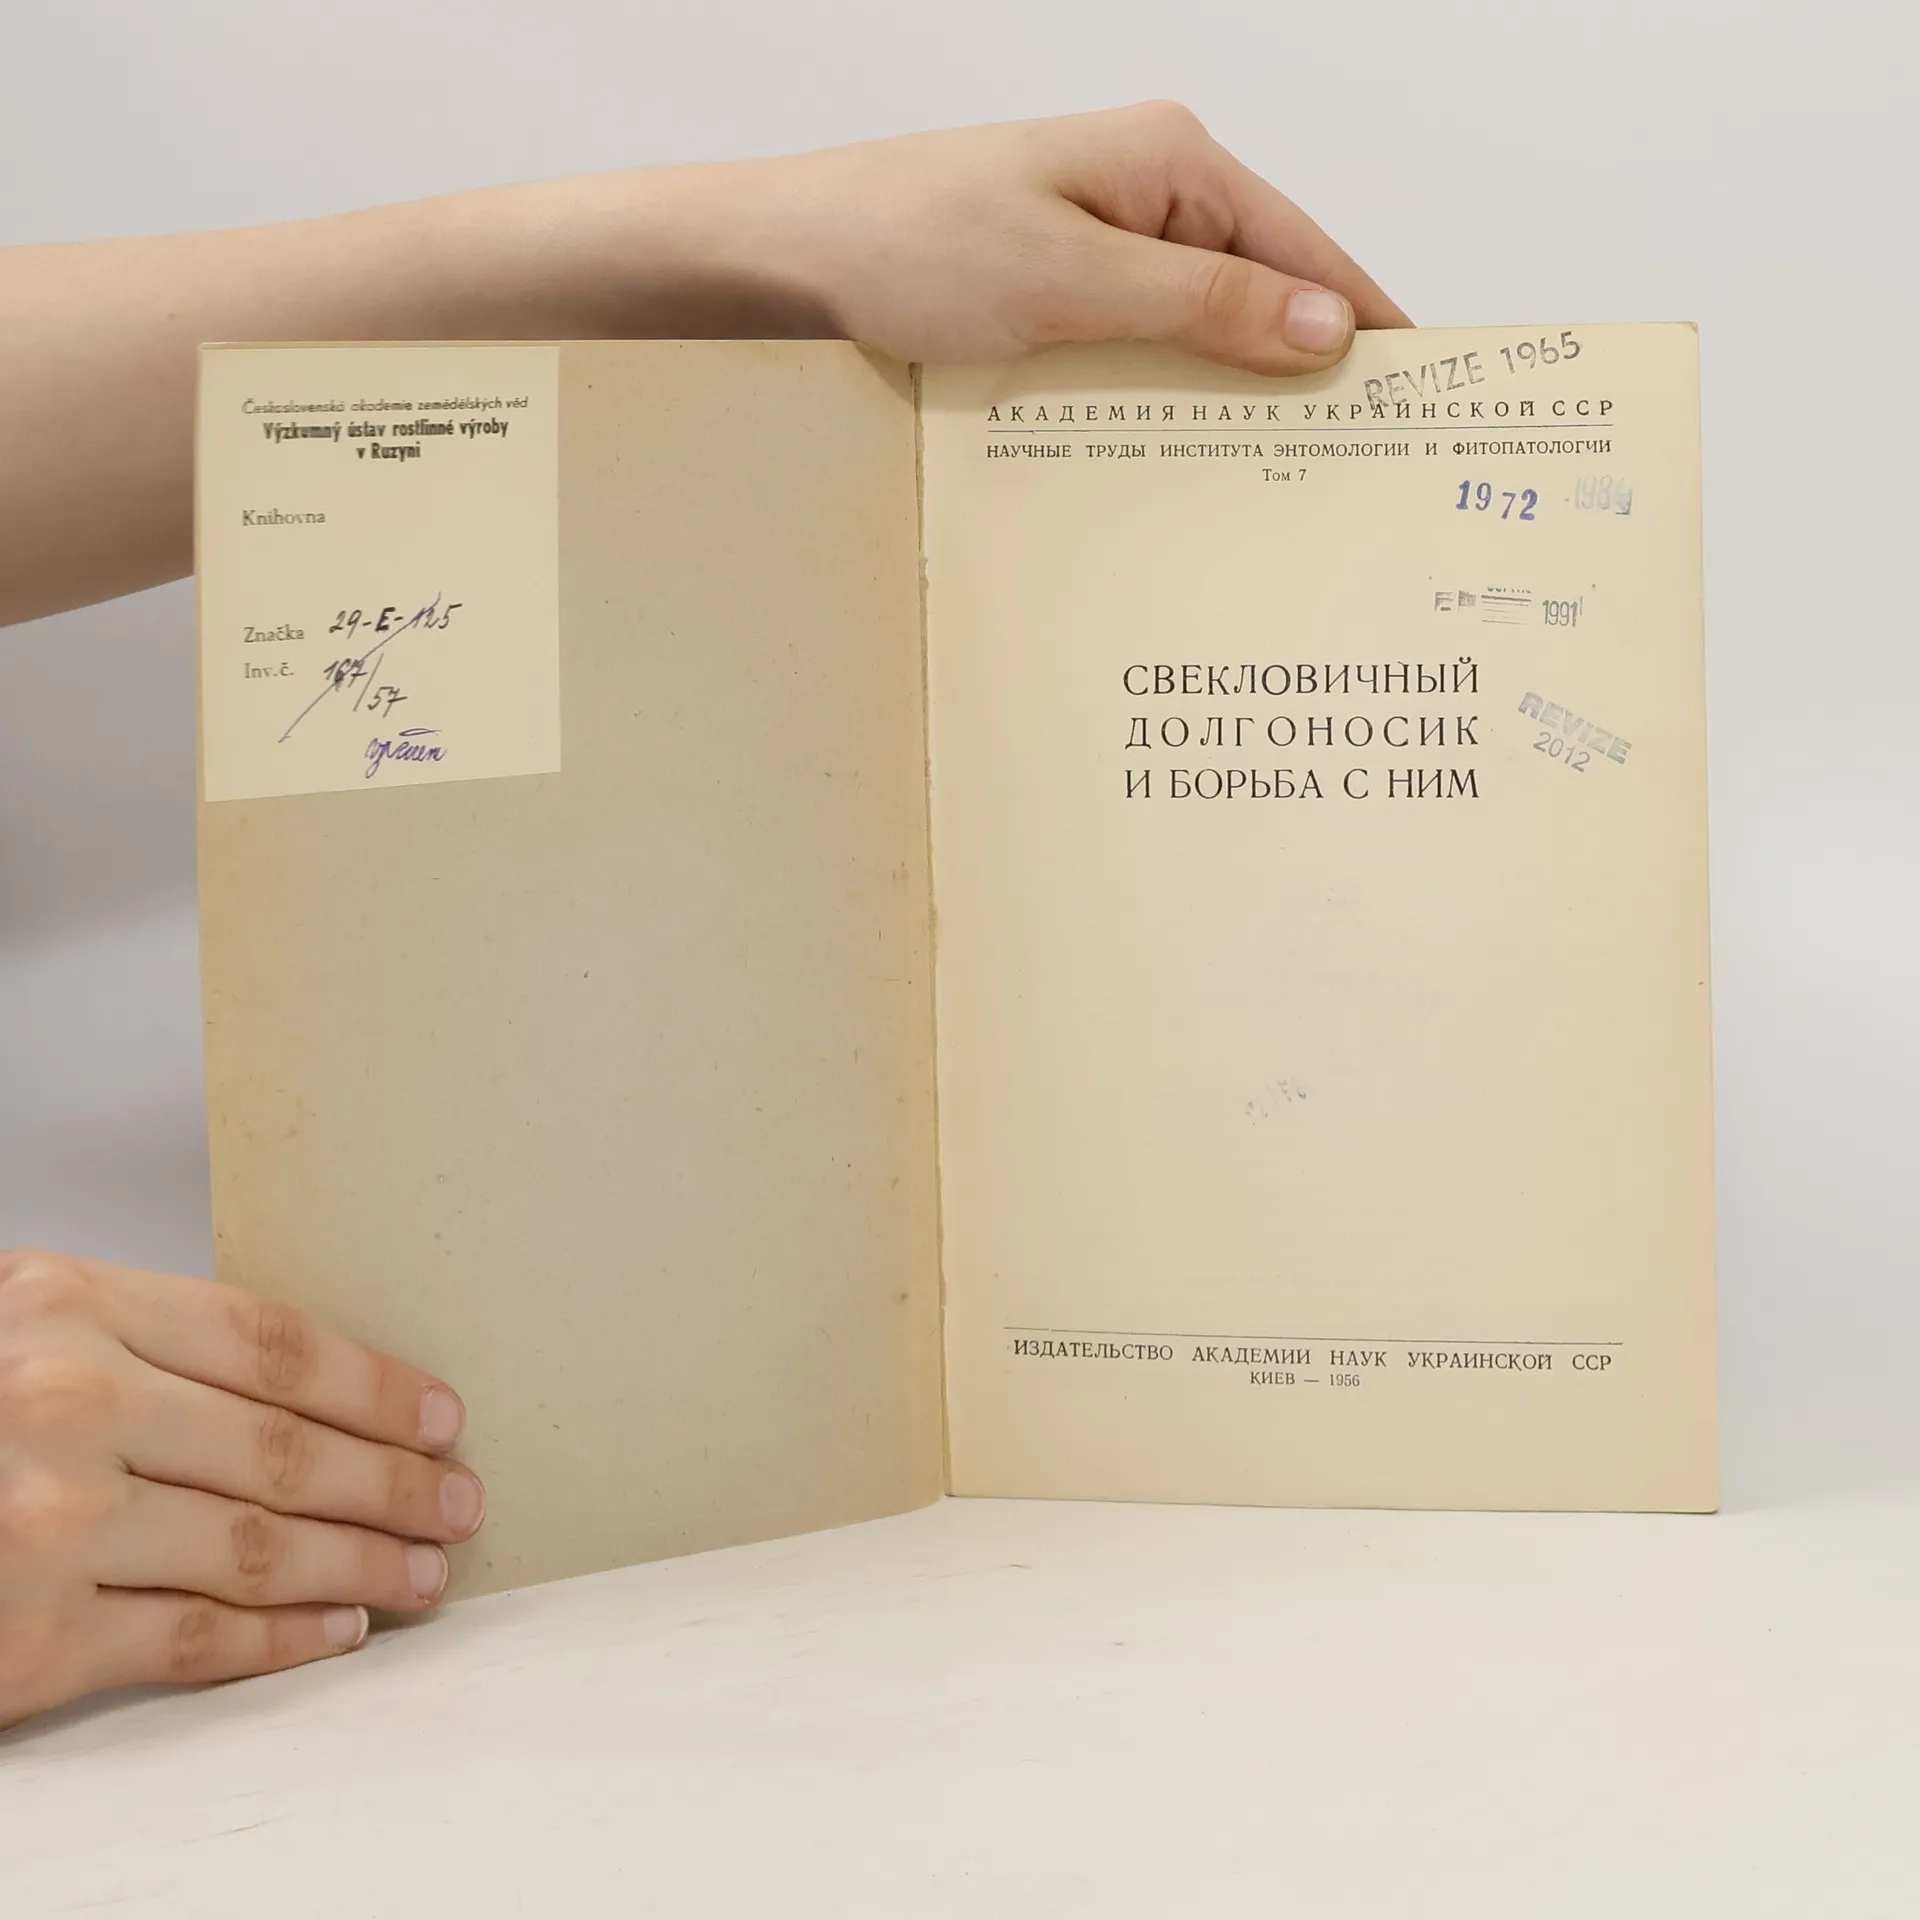 Československá akademie zemědělských věd
Výzkumný ústav rostlinné výroby
v Ruzyni
Knihovna
Značka 29-E-125
Inv.č. 167/57
REVIZE 1965
АКАДЕМИЯ НАУК УКРАИНСКОЙ ССР
НАУЧНЫЕ ТРУДЫ ИНСТИТУТА ЭНТОМОЛОГИИ И ФИТОПАТОЛОГИИ
Том 7
1972
1991
СВЕКЛОВИЧНЫЙ
ДОЛГОНОСИК
И БОРЬБА С НИМ
REVIZE
2012
ИЗДАТЕЛЬСТВО АКАДЕМИИ НАУК УКРАИНСКОЙ ССР
КИЕВ — 1956